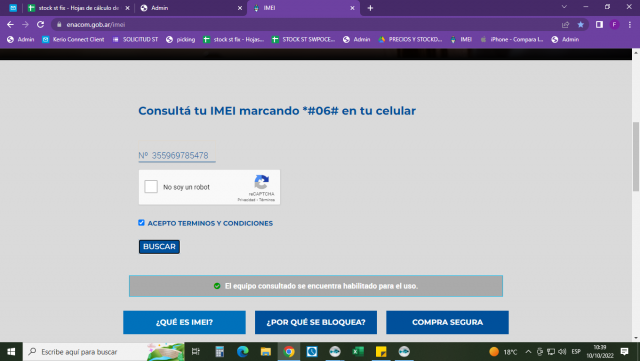 stock st fix - Hojas de cálculo de
Admin
IMEI
enacom.gob.ar/imei
Admin
Kerio Connect Client
SOLICITUD ST
picking
stock st fix - Hojas...
STOCK ST SWPOCE...
Admin
PRECIOS Y STOCKD...
IMEI
iPhone - Compara l...
Admin
Consultá tu IMEI marcando *#06# en tu celular
Nº 355969785478
No soy un robot
reCAPTCHA
Privacidad - Términos
ACEPTO TERMINOS Y CONDICIONES
BUSCAR
El equipo consultado se encuentra habilitado para el uso.
¿QUÉ ES IMEI?
¿POR QUÉ SE BLOQUEA?
COMPRA SEGURA
Escribe aquí para buscar
18°C
ESP
10:39
10/10/2022